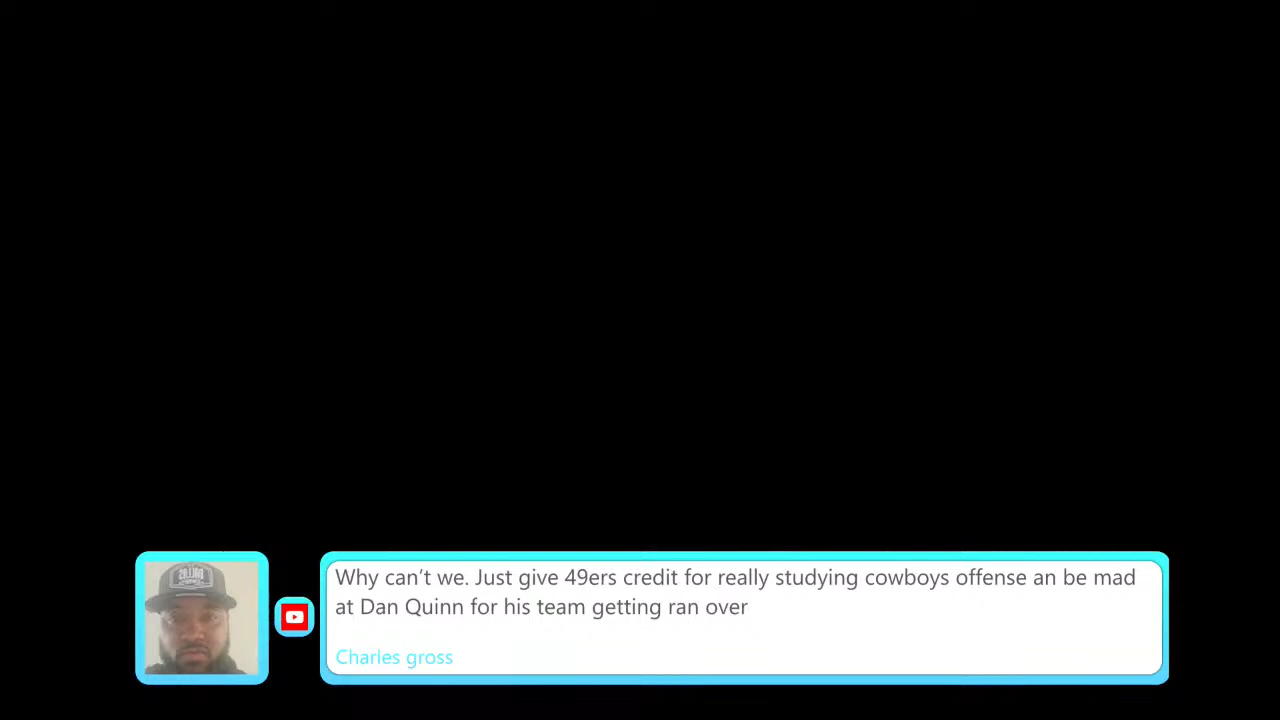 Why can’t we. Just give 49ers credit for really studying cowboys offense an be mad
at Dan Quinn for his team getting ran over
Charles gross